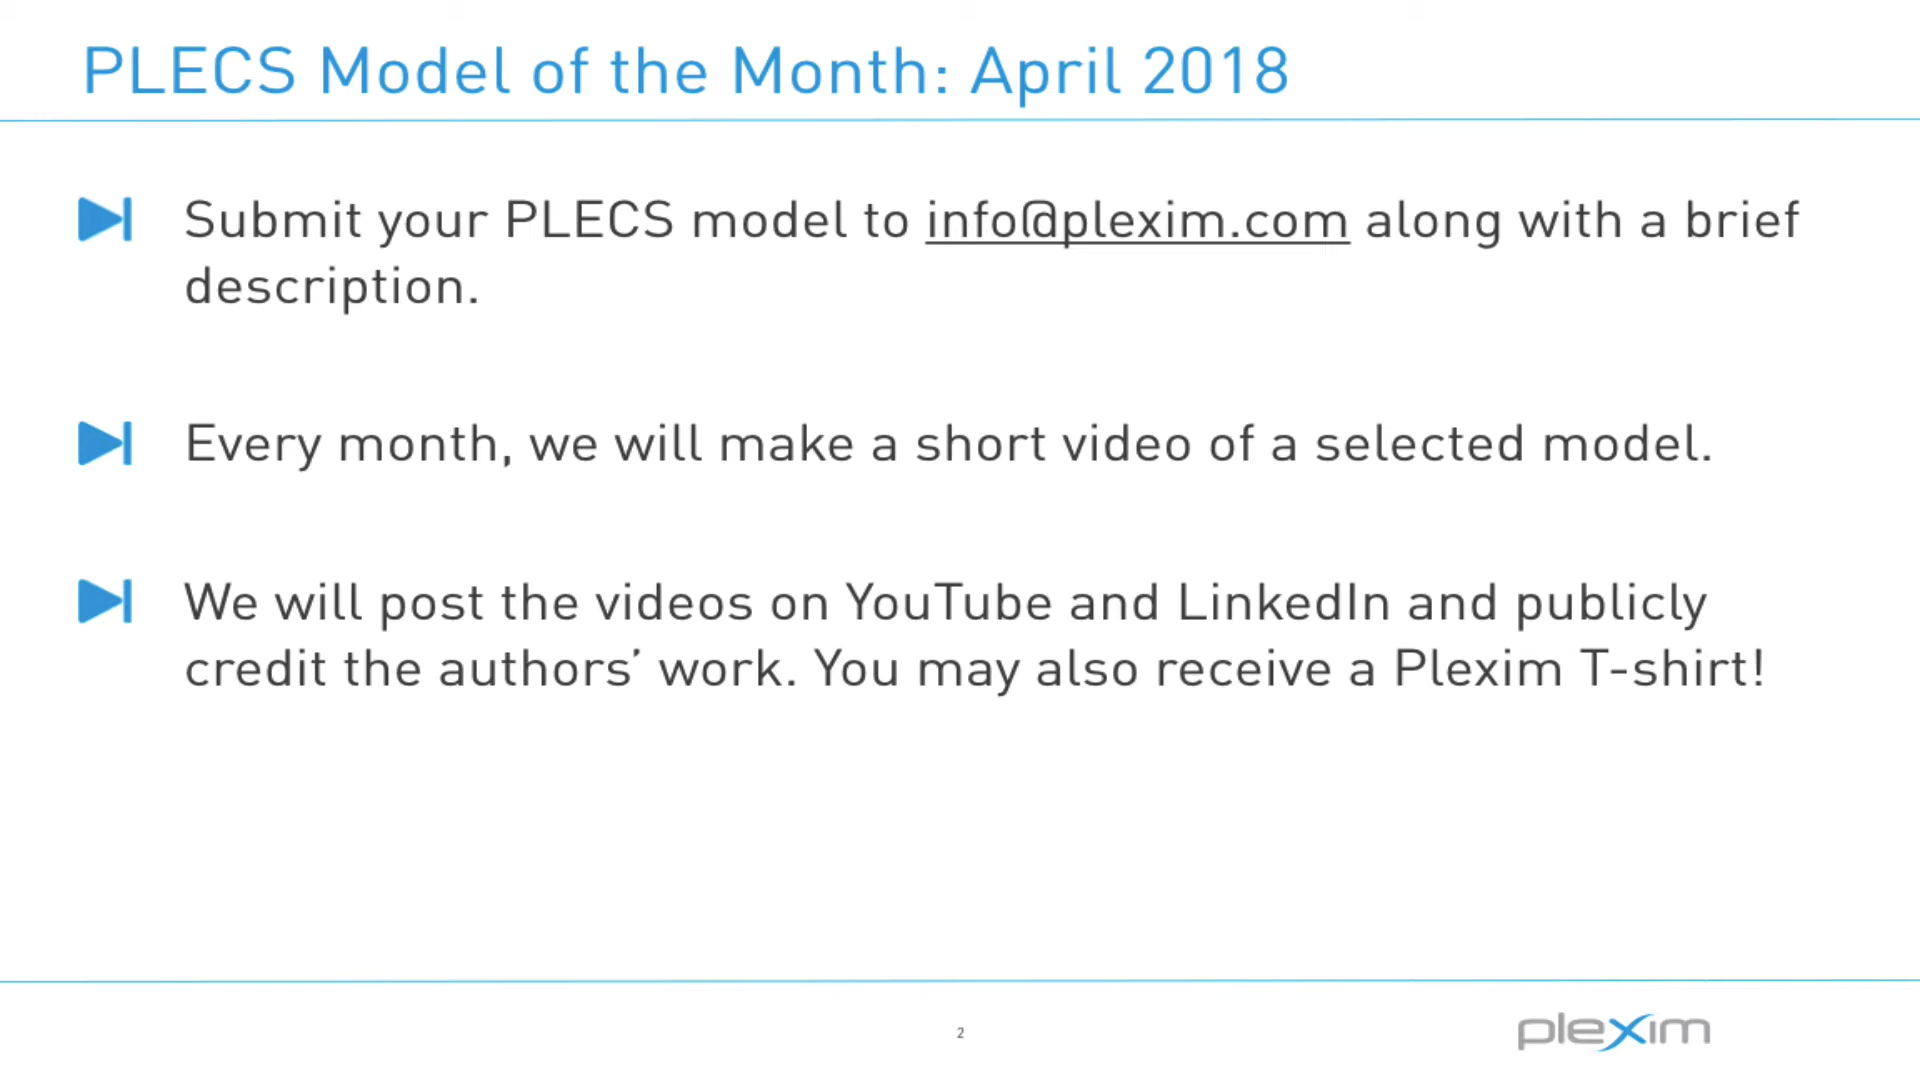 PLECS Model of the Month: April 2018
Submit your PLECS model to info@plexim.com along with a brief
description.
Every month, we will make a short video of a selected model.
We will post the videos on YouTube and LinkedIn and publicly
credit the authors’ work. You may also receive a Plexim T-shirt!
2
plexim